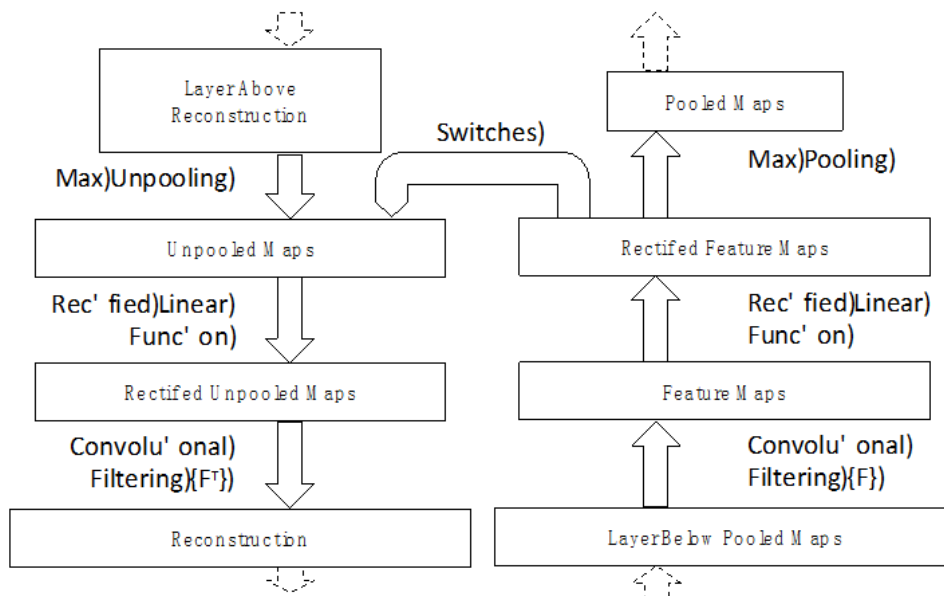 Layer Above
Reconstruction
Max)Unpooling)
Unpooled Maps
Rec' fied)Linear)
Func' on)
Rectifed Unpooled Maps
Convolu' onal)
Filtering){Fᵀ})
Reconstruction
Switches)
Pooled Maps
Max)Pooling)
Rectifed Feature Maps
Rec' fied)Linear)
Func' on)
Feature Maps
Convolu' onal)
Filtering){F})
Layer Below Pooled Maps